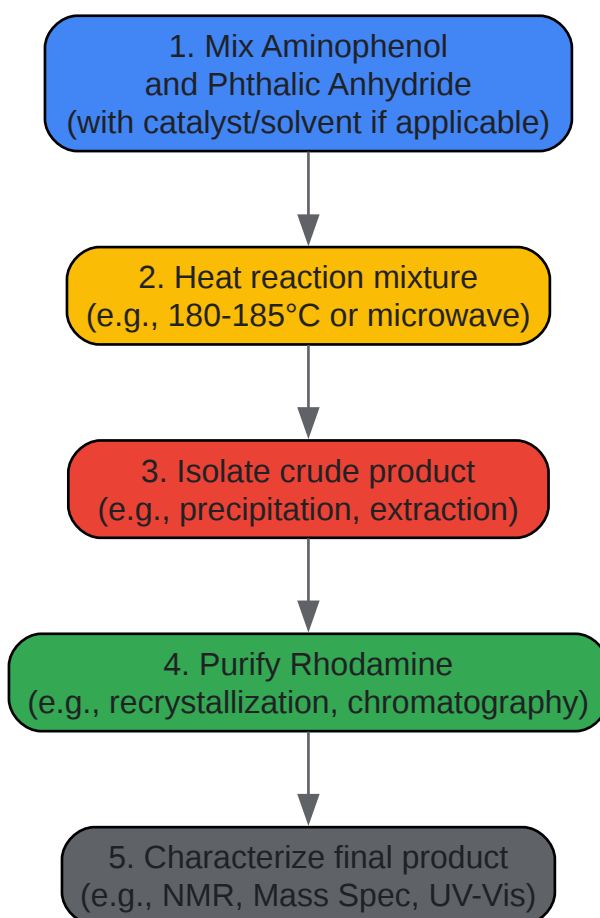 1. Mix Aminophenol
and Phthalic Anhydride
(with catalyst/solvent if applicable)
2. Heat reaction mixture
(e.g., 180-185°C or microwave)
3. Isolate crude product
(e.g., precipitation, extraction)
4. Purify Rhodamine
(e.g., recrystallization, chromatography)
5. Characterize final product
(e.g., NMR, Mass Spec, UV-Vis)